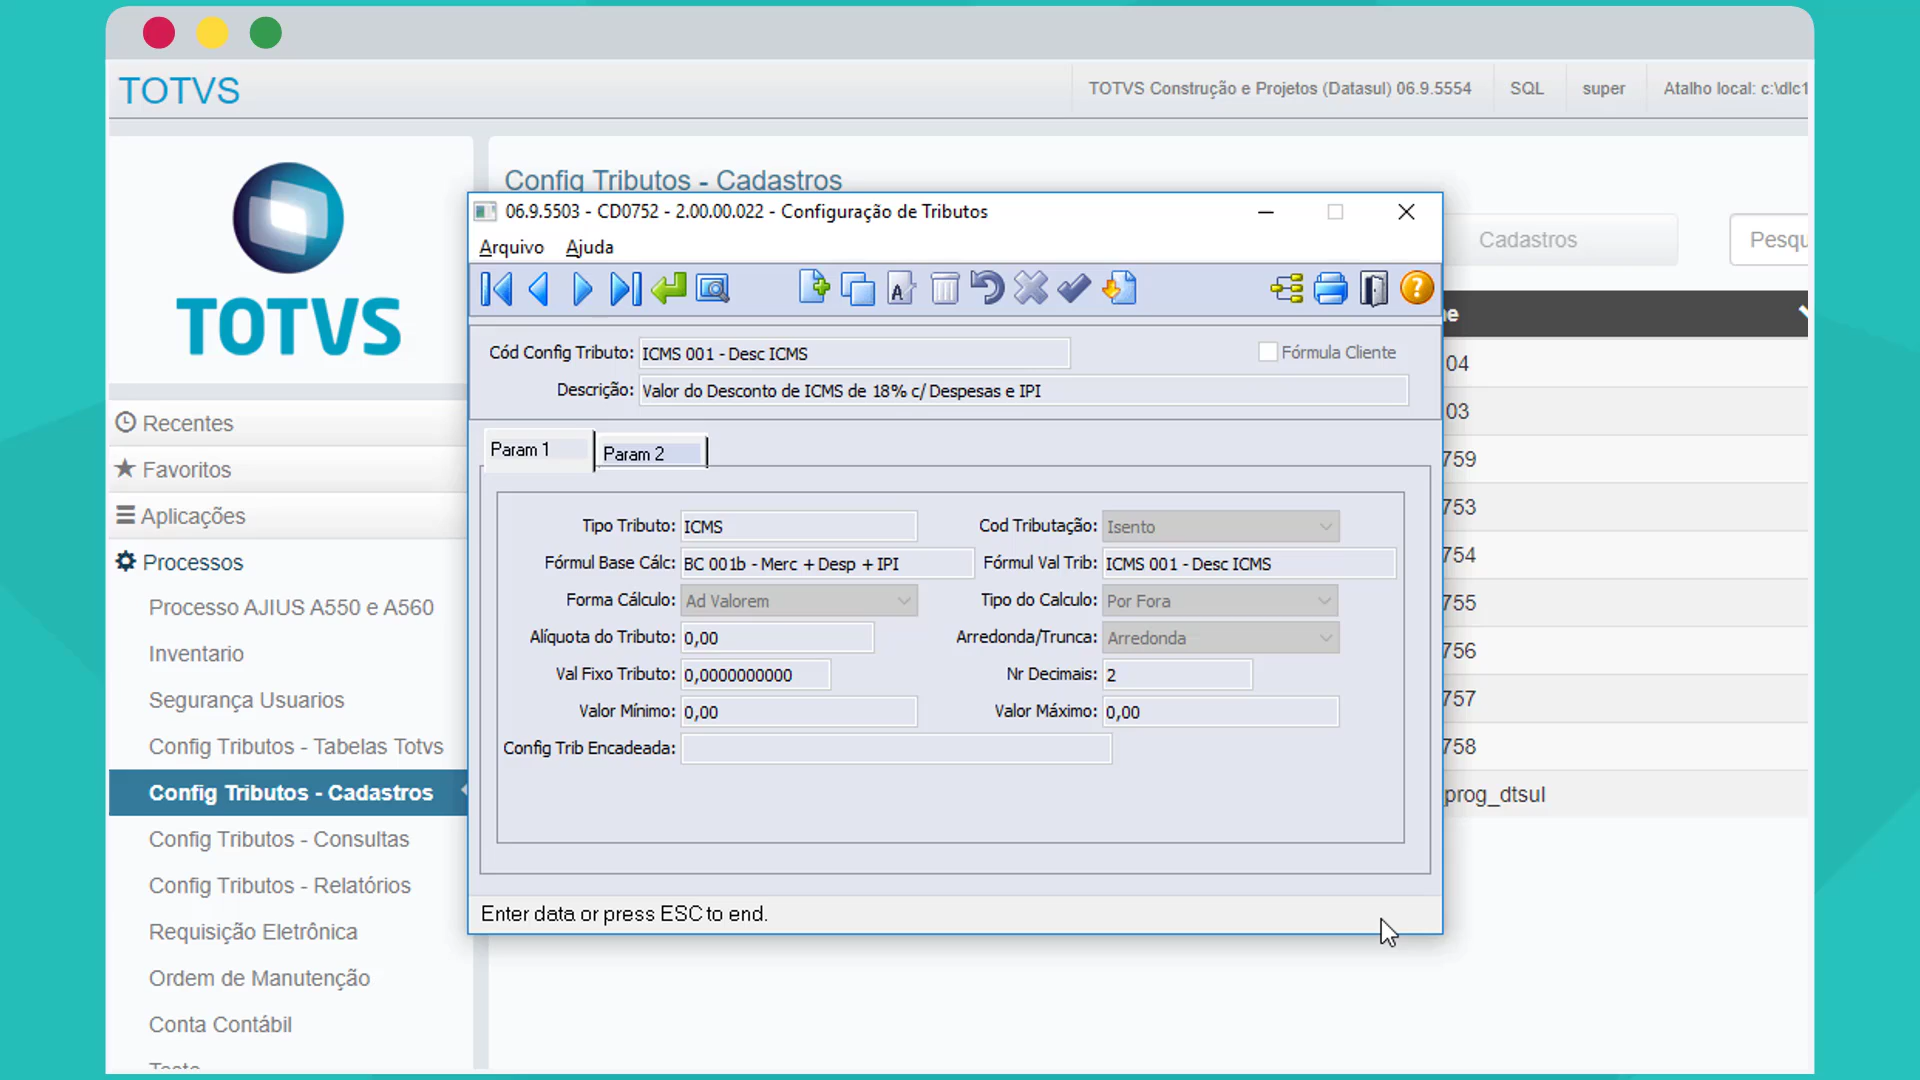 TOTVS
TOTVS Construção e Projetos (Datasul) 06.9.5554
SQL
super
Atalho local: c:\dlc1
TOTVS
Recentes
Favoritos
Aplicações
Processos
Processo AJIUS A550 e A560
Inventario
Segurança Usuarios
Config Tributos - Tabelas Totvs
Config Tributos - Cadastros
Config Tributos - Consultas
Config Tributos - Relatórios
Requisição Eletrônica
Ordem de Manutenção
Conta Contábil
Config Tributos - Cadastros
Cadastros
Pesqu
06.9.5503 - CD0752 - 2.00.00.022 - Configuração de Tributos
Arquivo Ajuda
Cód Config Tributo: ICMS 001 - Desc ICMS
Fórmula Cliente
Descrição: Valor do Desconto de ICMS de 18% c/ Despesas e IPI
Param 1
Param 2
Tipo Tributo: ICMS
Cod Tributação: Isento
Fórmul Base Cálc: BC 001b - Merc + Desp + IPI
Fórmul Val Trib: ICMS 001 - Desc ICMS
Forma Cálculo: Ad Valorem
Tipo do Calculo: Por Fora
Alíquota do Tributo: 0,00
Arredonda/Trunca: Arredonda
Val Fixo Tributo: 0,0000000000
Nr Decimais: 2
Valor Mínimo: 0,00
Valor Máximo: 0,00
Config Trib Encadeada:
Enter data or press ESC to end.
e
04
03
759
753
754
755
756
757
758
prog_dtsul